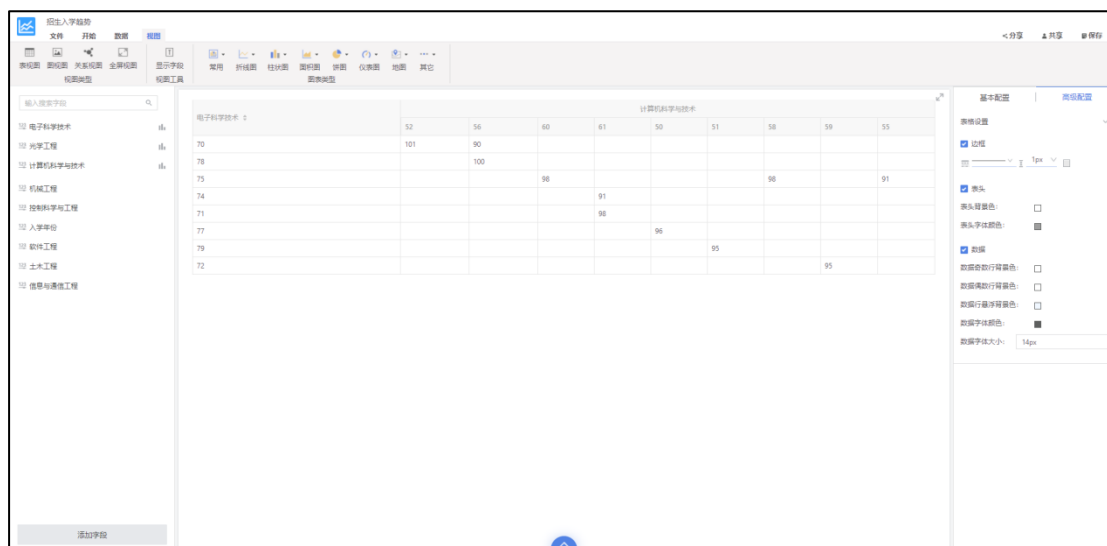 招生入学趋势
文件 开始 数据 视图
分享 共享 保存
表视图 图视图 关系视图 全屏视图 显示字段 常用 折线图 柱状图 面积图 饼图 仪表图 地图 其它
视图类型 视图工具 图表类型
输入搜索字段
电子科学技术
光学工程
计算机科学与技术
机械工程
控制科学与工程
入学年份
软件工程
土木工程
信息与通信工程
添加字段
电子科学技术 计算机科学与技术
52 56 60 61 50 51 58 59 55
70 101 90
78 100
75 98 98 91
74 91
71 98
77 96
79 95
72 95
基本配置 高级配置
表格设置
边框
1px
表头
表头背景色:
表头字体颜色:
数据
数据奇数行背景色:
数据偶数行背景色:
数据行悬浮背景色:
数据字体颜色:
数据字体大小: 14px